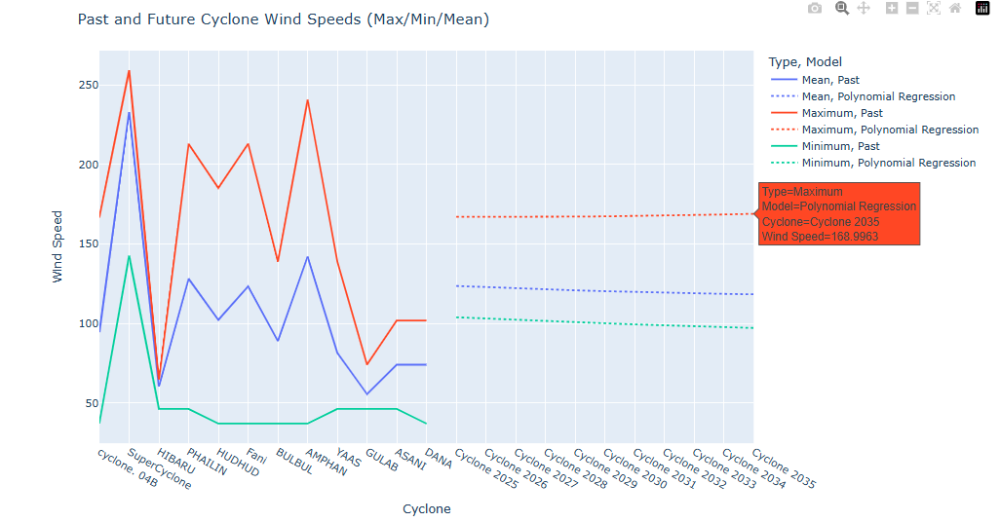 Past and Future Cyclone Wind Speeds (Max/Min/Mean)
Type, Model
Mean, Past
Mean, Polynomial Regression
Maximum, Past
Maximum, Polynomial Regression
Minimum, Past
Minimum, Polynomial Regression
Type=Maximum
Model=Polynomial Regression
Cyclone=Cyclone 2035
Wind Speed=168.9963
Wind Speed
250
200
150
100
50
cyclone. 04B
SuperCyclone
HIBARU
PHAILIN
HUDHUD
Fani
BULBUL
AMPHAN
YAAS
GULAB
ASANI
DANA
Cyclone 2025
Cyclone 2026
Cyclone 2027
Cyclone 2028
Cyclone 2029
Cyclone 2030
Cyclone 2031
Cyclone 2032
Cyclone 2033
Cyclone 2034
Cyclone 2035
Cyclone